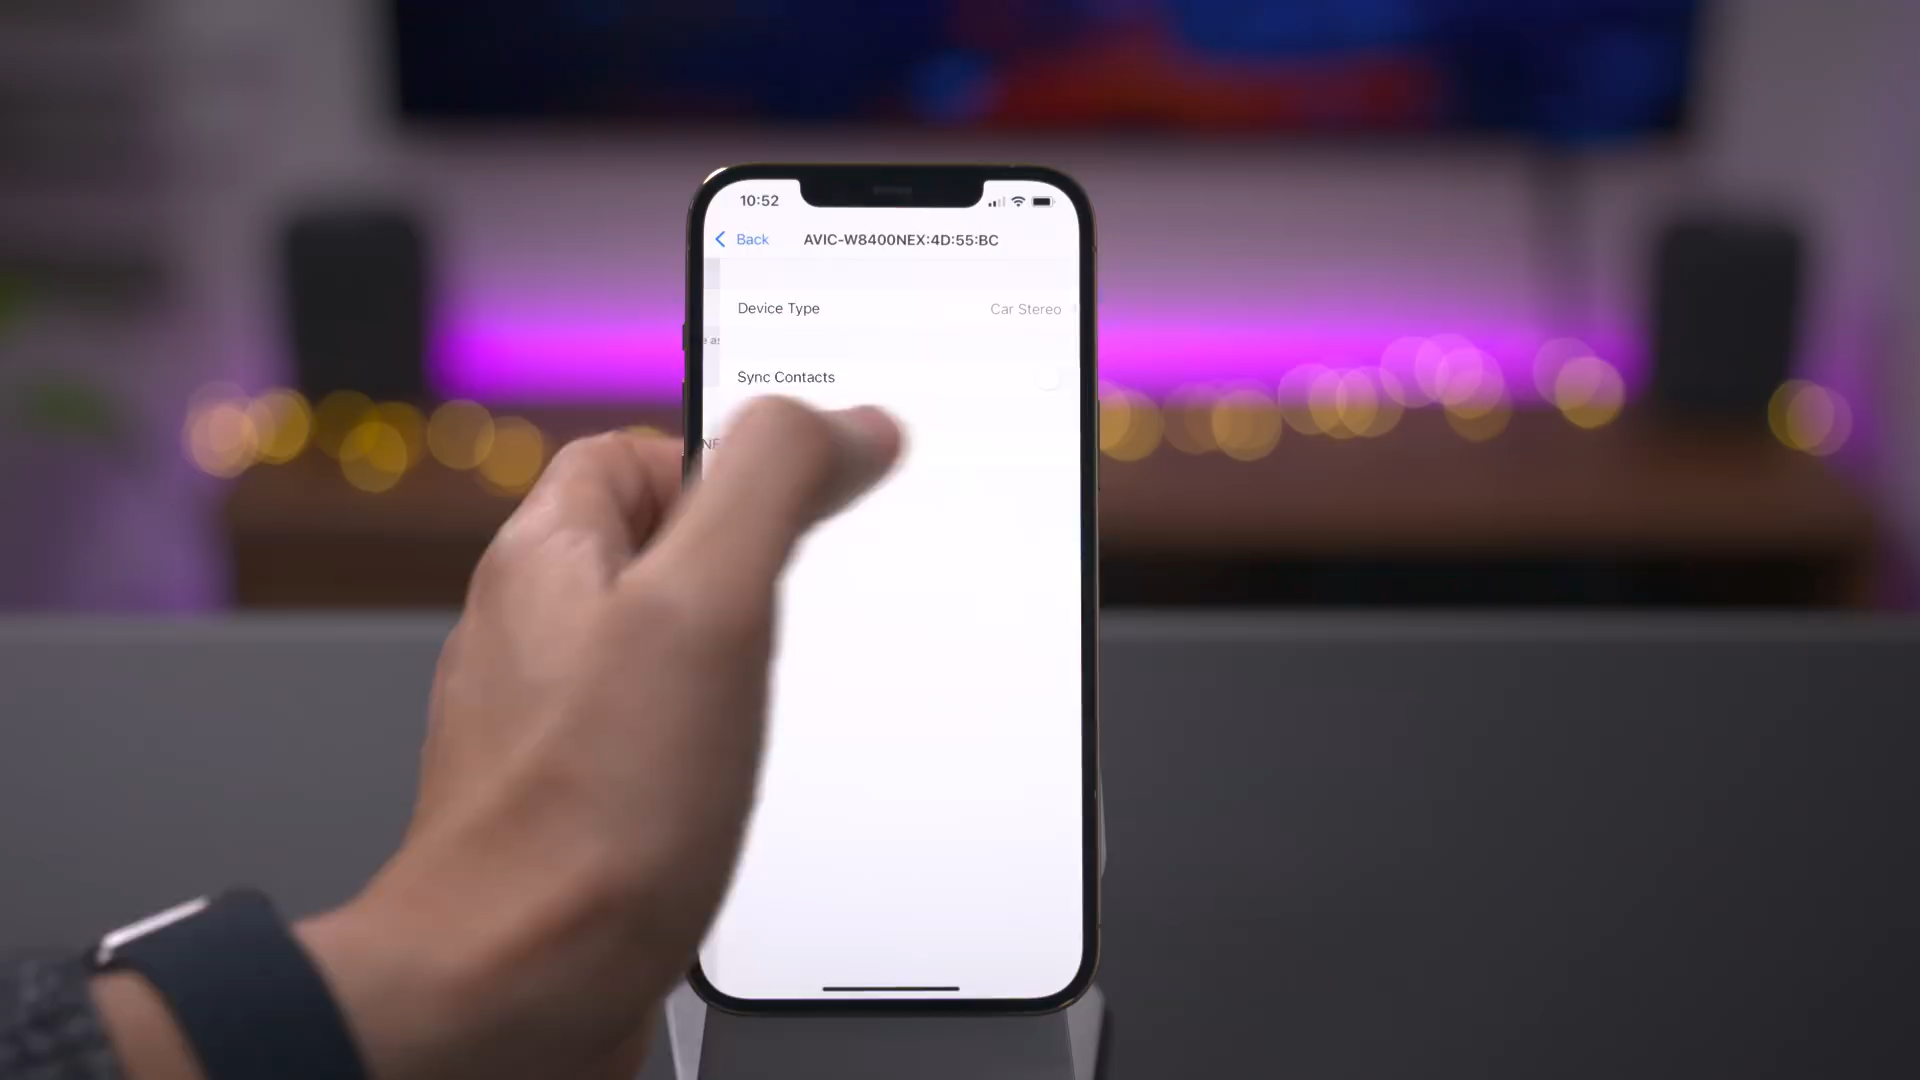 10:52
Back AVIC-W8400NEX:4D:55:BC
Device Type Car Stereo
Sync Contacts